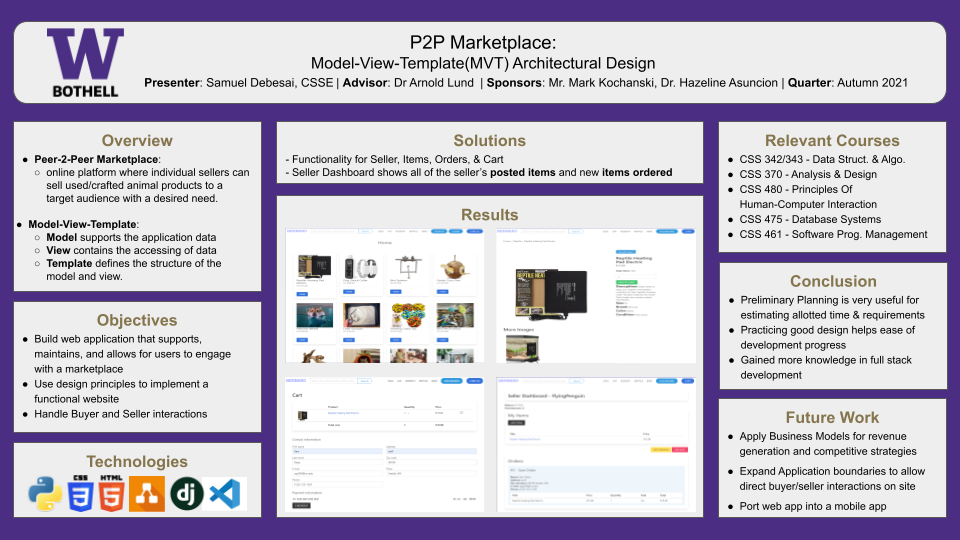 W
BOTHELL
P2P Marketplace:
Model-View-Template(MVT) Architectural Design
Presenter: Samuel Debesai, CSSE | Advisor: Dr Arnold Lund | Sponsors: Mr. Mark Kochanski, Dr. Hazeline Asuncion | Quarter: Autumn 2021
Overview
● Peer-2-Peer Marketplace:
○ online platform where individual sellers can
sell used/crafted animal products to a
target audience with a desired need.
● Model-View-Template:
○ Model supports the application data
○ View contains the accessing of data
○ Template defines the structure of the
model and view.
Objectives
● Build web application that supports,
maintains, and allows for users to engage
with a marketplace
● Use design principles to implement a
functional website
● Handle Buyer and Seller interactions
Technologies
CSS
HTML
dj
Solutions
- Functionality for Seller, Items, Orders, & Cart
- Seller Dashboard shows all of the seller's posted items and new items ordered
Results
Home
Reptile Heating
Pad Electric
More Images
Cart
Seller Dashboard - FlyingPenguin
My Items
Orders
Relevant Courses
● CSS 342/343 - Data Struct. & Algo.
● CSS 370 - Analysis & Design
● CSS 480 - Principles Of
Human-Computer Interaction
● CSS 475 - Database Systems
● CSS 461 - Software Prog. Management
Conclusion
● Preliminary Planning is very useful for
estimating allotted time & requirements
● Practicing good design helps ease of
development progress
● Gained more knowledge in full stack
development
Future Work
● Apply Business Models for revenue
generation and competitive strategies
● Expand Application boundaries to allow
direct buyer/seller interactions on site
● Port web app into a mobile app